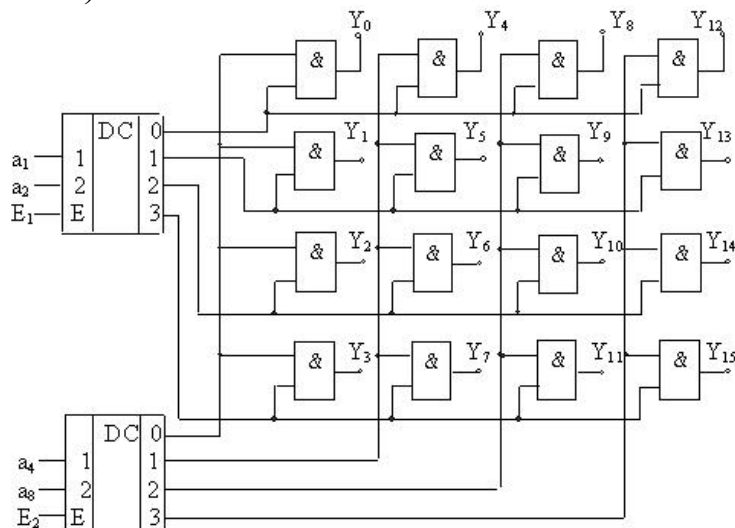 Y0 Y4 Y8 Y12
& & & &
DC 0
Y1 Y5 Y9 Y13
a1 1 1 & & & &
a2 2 2
E1 E 3
Y2 Y6 Y10 Y14
& & & &
Y3 Y7 Y11 Y15
& & & &
DC 0
a4 1 1
a8 2 2
E2 E 3